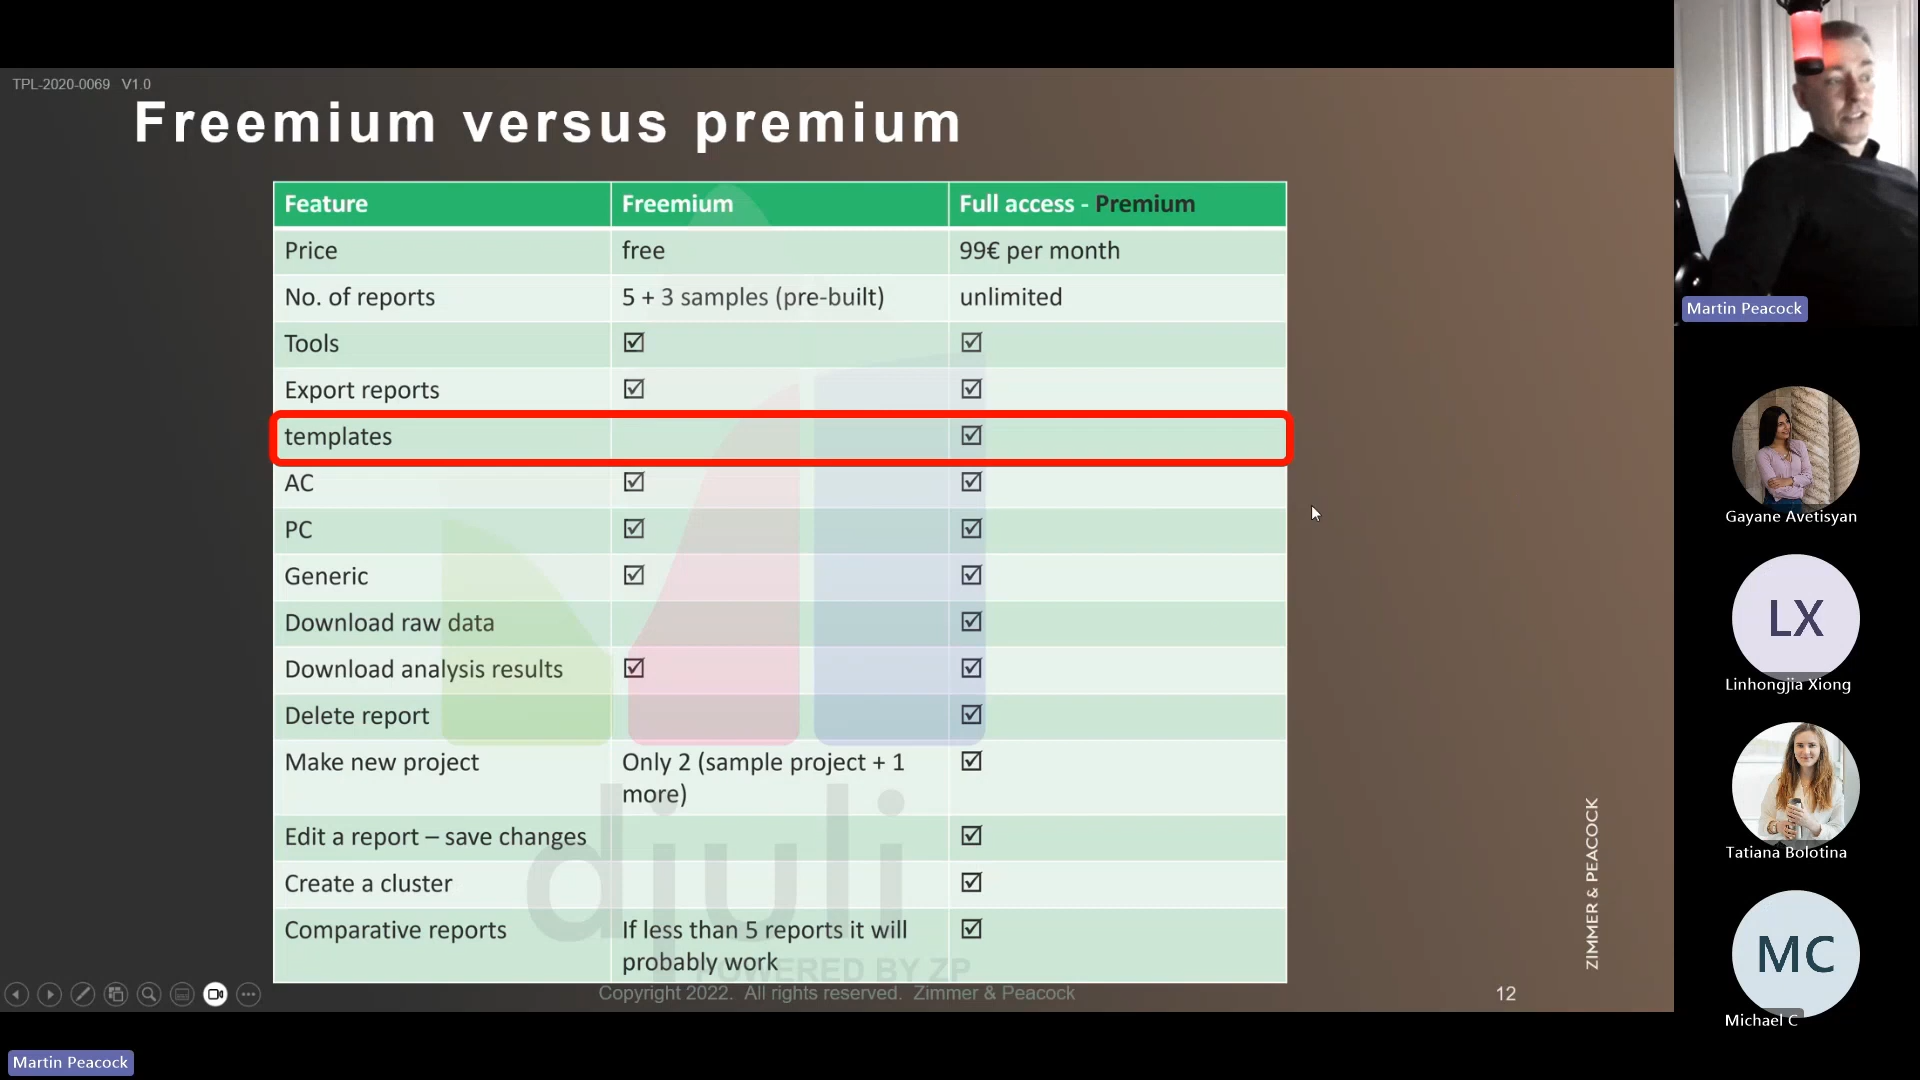 TPL-2020-0069 V1.0
Freemium versus premium
Feature Freemium Full access - Premium
Price free 99€ per month
No. of reports 5 + 3 samples (pre-built) unlimited
Tools ☑ ☑
Export reports ☑ ☑
templates ☑
AC ☑ ☑
PC ☑ ☑
Generic ☑ ☑
Download raw data ☑
Download analysis results ☑ ☑
Delete report ☑
Make new project Only 2 (sample project + 1 ☑
more)
Edit a report – save changes ☑
Create a cluster ☑
Comparative reports If less than 5 reports it will ☑
probably work
djuli
POWERED BY ZP
Copyright 2022. All rights reserved. Zimmer & Peacock
12
ZIMMER & PEACOCK
Martin Peacock
Gayane Avetisyan
LX
Linhongjia Xiong
Tatiana Bolotina
MC
Michael C
Martin Peacock